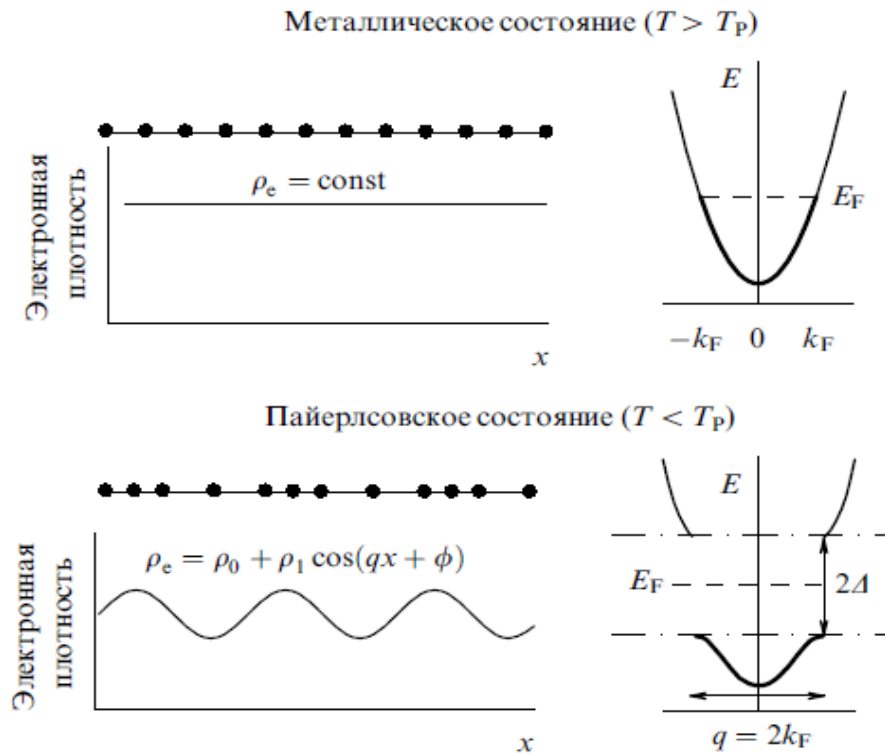 Металлическое состояние (T > T_P)
Электронная
плотность
ρ_e = const
x
E
E_F
−k_F 0 k_F
Пайерлсовское состояние (T < T_P)
Электронная
плотность
ρ_e = ρ_0 + ρ_1 cos(qx + ϕ)
x
E
E_F
2Δ
q = 2k_F